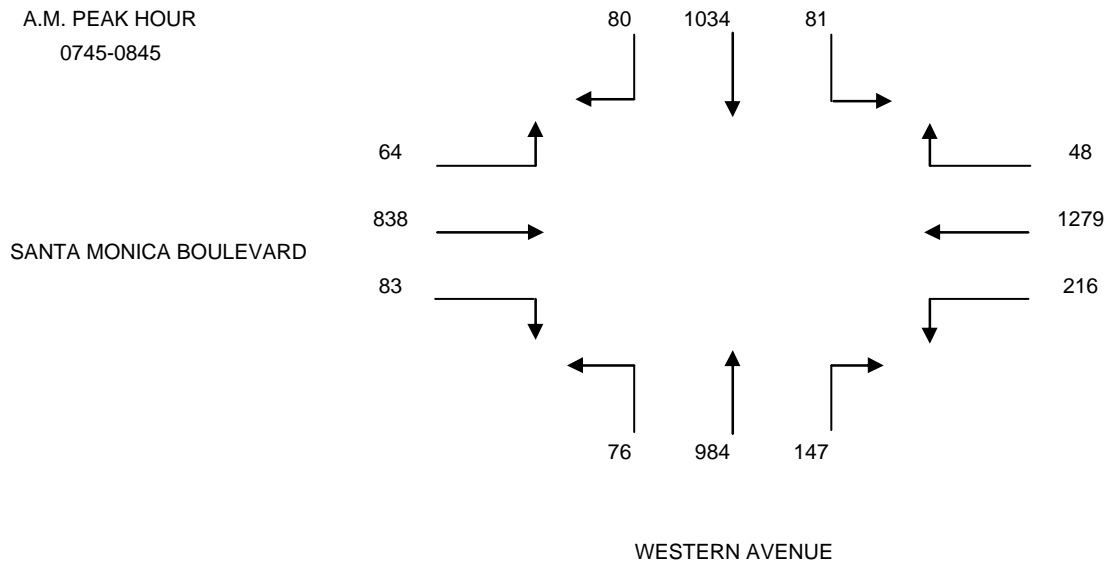 A.M. PEAK HOUR
0745-0845
80 1034 81
64 48
838 1279
SANTA MONICA BOULEVARD
83 216
76 984 147
WESTERN AVENUE